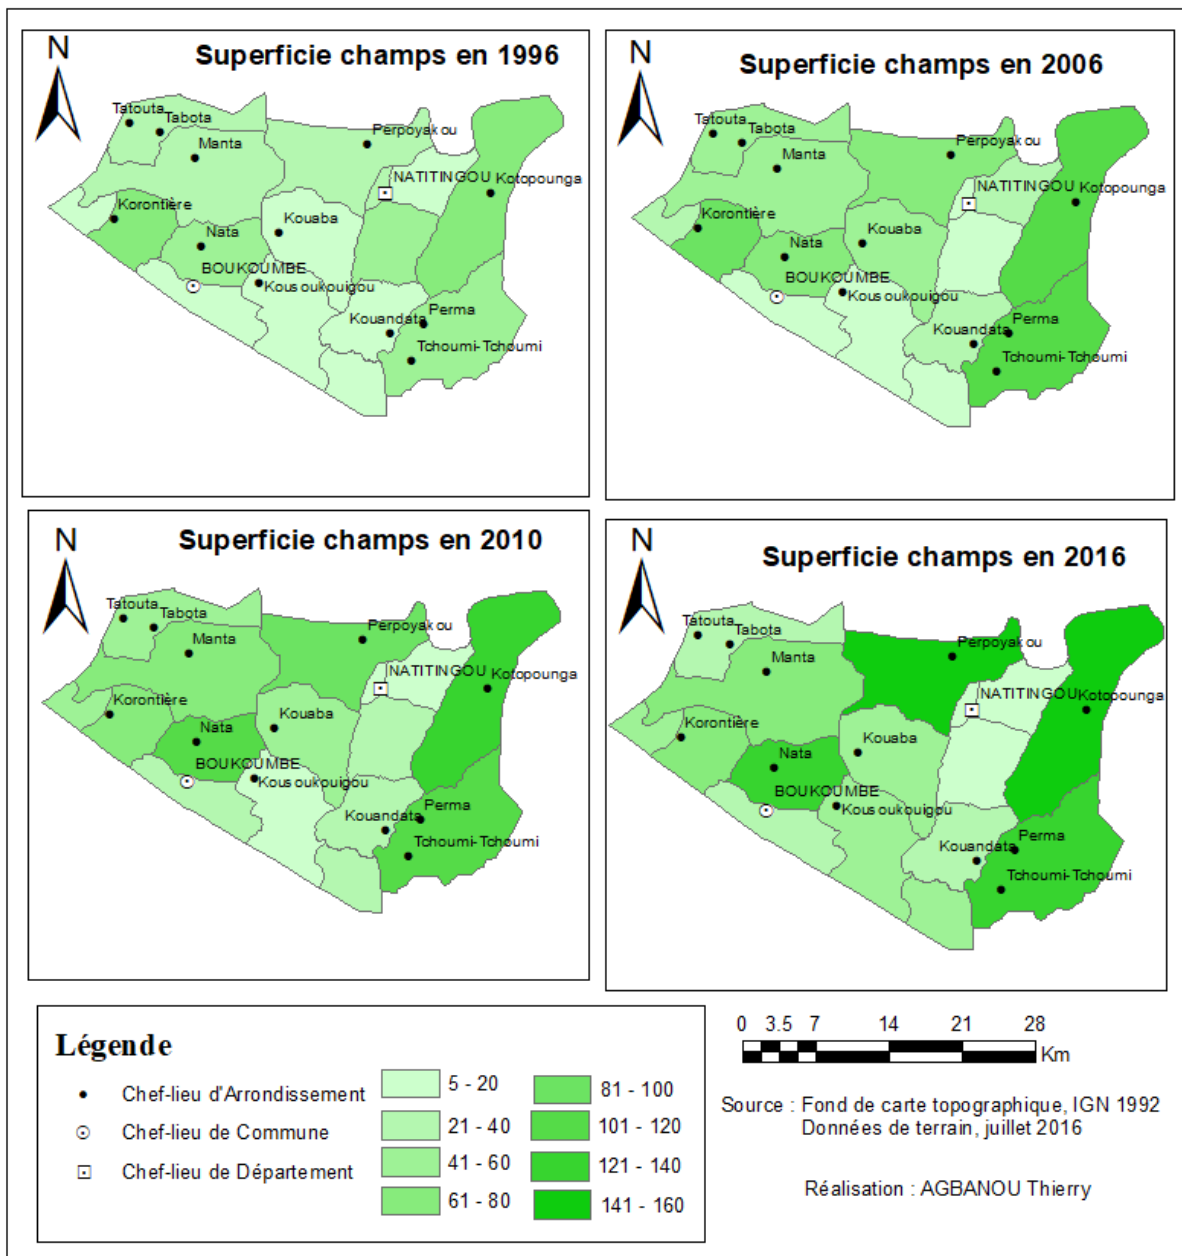 N
Superficie champs en 1996
Tatouta
Tabota
Manta
Perpoyakou
NATITINGOU
Kotopounga
Korontière
Kouaba
Nata
BOUKOUMBE
Kousoukouigou
Kouandata
Perma
Tchoumi-Tchoumi
N
Superficie champs en 2006
Tatouta
Tabota
Manta
Perpoyakou
NATITINGOU
Kotopounga
Korontière
Kouaba
Nata
BOUKOUMBE
Kousoukouigou
Kouandata
Perma
Tchoumi-Tchoumi
N
Superficie champs en 2010
Tatouta
Tabota
Manta
Perpoyakou
NATITINGOU
Kotopounga
Korontière
Kouaba
Nata
BOUKOUMBE
Kousoukouigou
Kouandata
Perma
Tchoumi-Tchoumi
N
Superficie champs en 2016
Tatouta
Tabota
Manta
Perpoyakou
NATITINGOU
Kotopounga
Korontière
Kouaba
Nata
BOUKOUMBE
Kousoukouigou
Kouandata
Perma
Tchoumi-Tchoumi
Légende
Chef-lieu d'Arrondissement
Chef-lieu de Commune
Chef-lieu de Département
5 - 20
21 - 40
41 - 60
61 - 80
81 - 100
101 - 120
121 - 140
141 - 160
0 3.5 7 14 21 28
Km
Source : Fond de carte topographique, IGN 1992
Données de terrain, juillet 2016
Réalisation : AGBANOU Thierry